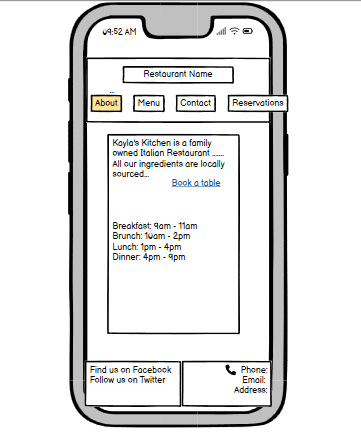 09:52 AM
Restaurant Name
...
About Menu Contact Reservations
Kayla's Kitchen is a family
owned Italian Restaurant ......
All our ingredients are locally
sourced...
Book a table
Breakfast: 9am - 11am
Brunch: 10am - 2pm
Lunch: 1pm - 4pm
Dinner: 4pm - 9pm
Find us on Facebook
Follow us on Twitter
Phone:
Email:
Address: